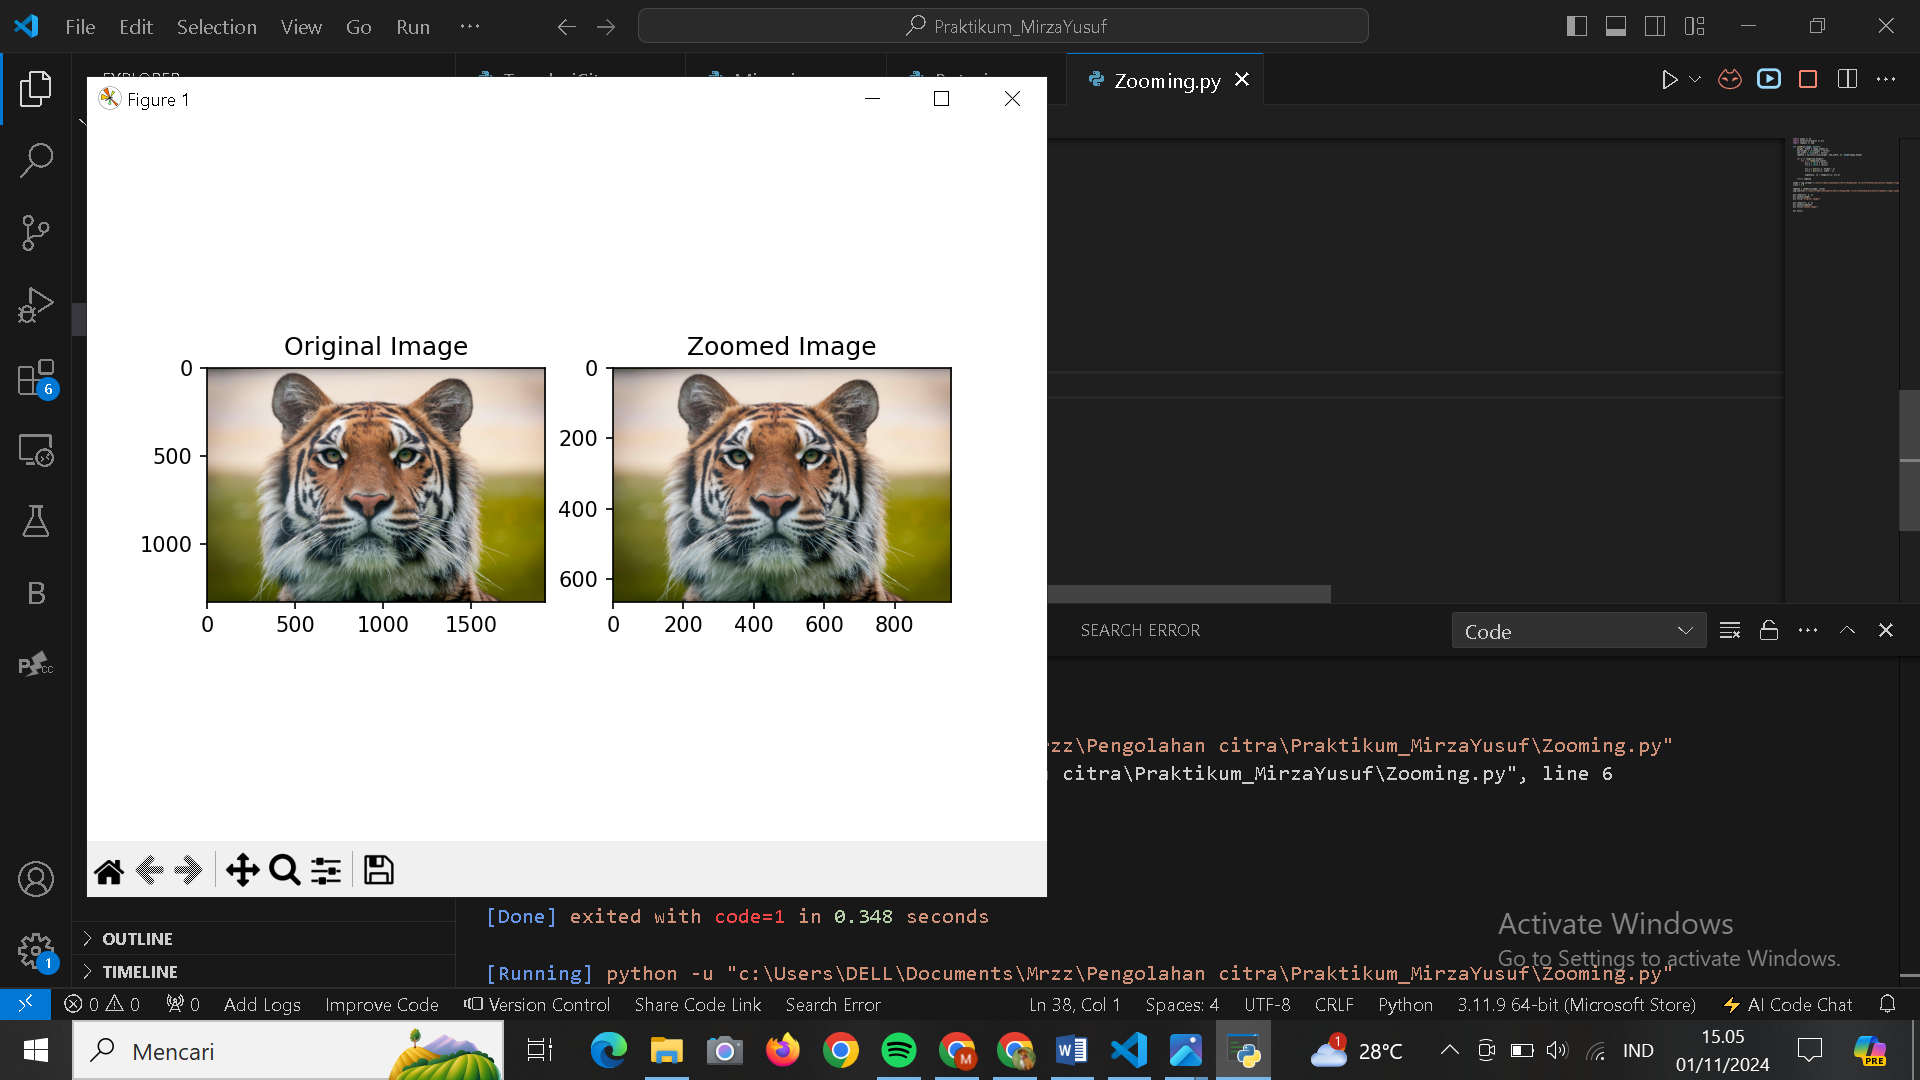 File Edit Selection View Go Run ···
Praktikum_MirzaYusuf
EXPLORER
Zooming.py
Figure 1
Original Image
Zoomed Image
0
500
1000
0 500 1000 1500
0
200
400
600
0 200 400 600 800
6
B
SEARCH ERROR
Code
rzz\Pengolahan citra\Praktikum_MirzaYusuf\Zooming.py"
citra\Praktikum_MirzaYusuf\Zooming.py", line 6
[Done] exited with code=1 in 0.348 seconds
[Running] python -u "c:\Users\DELL\Documents\Mrzz\Pengolahan citra\Praktikum_MirzaYusuf\Zooming.py"
Activate Windows
Go to Settings to activate Windows.
1
OUTLINE
TIMELINE
0 0 0 Add Logs Improve Code Version Control Share Code Link Search Error Ln 38, Col 1 Spaces: 4 UTF-8 CRLF Python 3.11.9 64-bit (Microsoft Store) AI Code Chat
Mencari
M
1
28°C
IND
15.05
01/11/2024
PRE